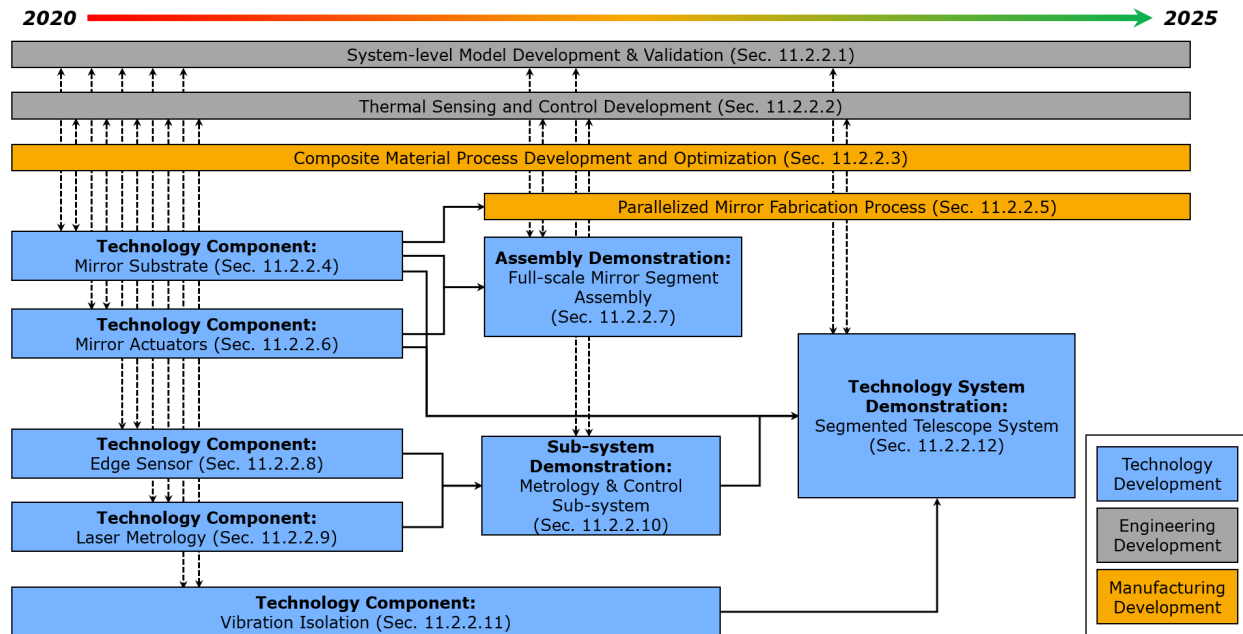 2020
2025
System-level Model Development & Validation (Sec. 11.2.2.1)
Thermal Sensing and Control Development (Sec. 11.2.2.2)
Composite Material Process Development and Optimization (Sec. 11.2.2.3)
Parallelized Mirror Fabrication Process (Sec. 11.2.2.5)
Technology Component:
Mirror Substrate (Sec. 11.2.2.4)
Assembly Demonstration:
Full-scale Mirror Segment
Assembly
(Sec. 11.2.2.7)
Technology Component:
Mirror Actuators (Sec. 11.2.2.6)
Technology System
Demonstration:
Segmented Telescope System
(Sec. 11.2.2.12)
Technology Component:
Edge Sensor (Sec. 11.2.2.8)
Sub-system
Demonstration:
Metrology & Control
Sub-system
(Sec. 11.2.2.10)
Technology Component:
Laser Metrology (Sec. 11.2.2.9)
Technology Component:
Vibration Isolation (Sec. 11.2.2.11)
Technology
Development
Engineering
Development
Manufacturing
Development